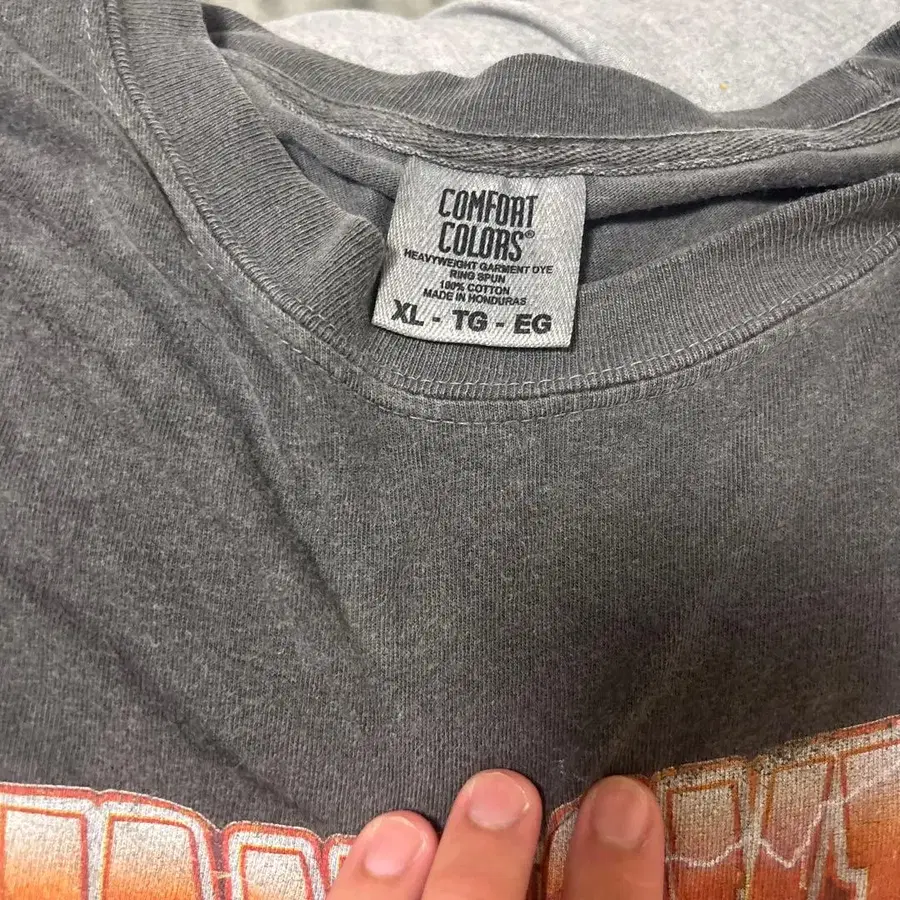 COMFORT
COLORS®
HEAVYWEIGHT GARMENT DYE
RING SPUN
100% COTTON
MADE IN HONDURAS
XL - TG - EG